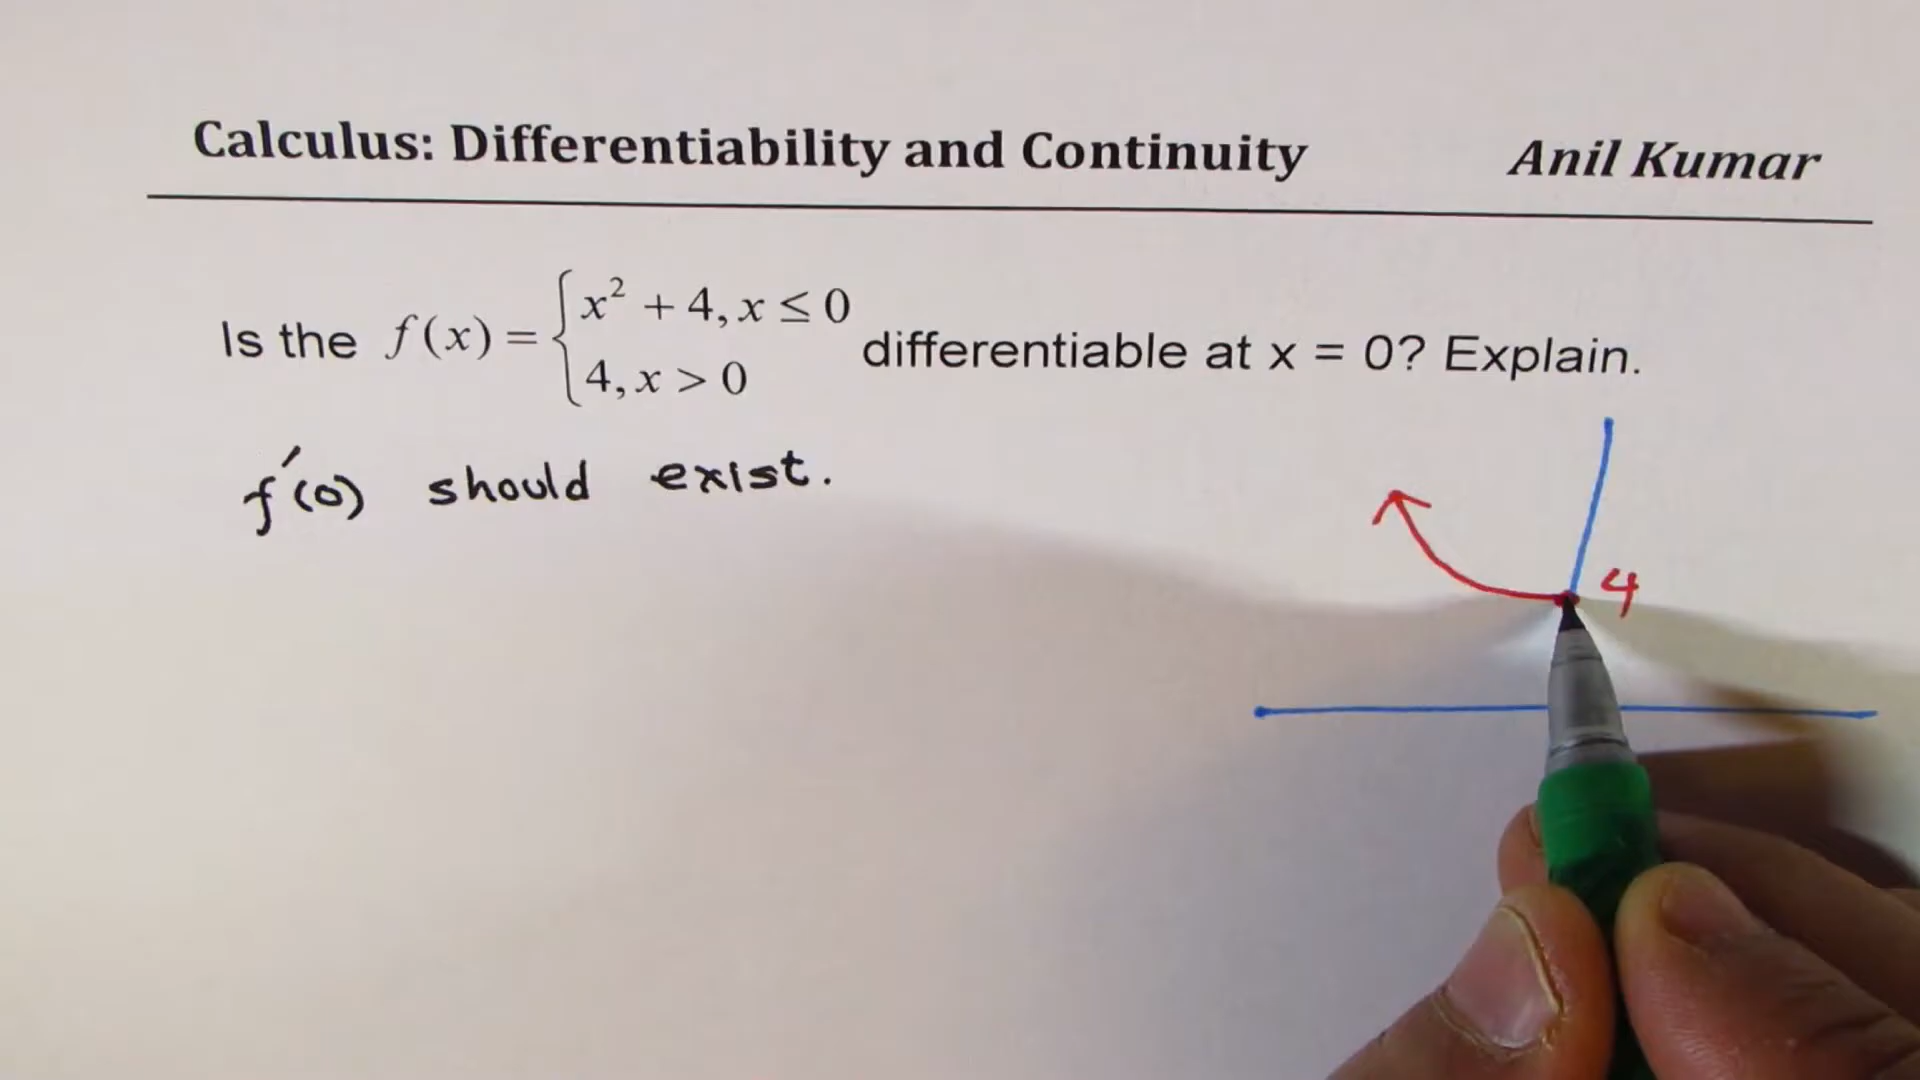 Calculus: Differentiability and Continuity Anil Kumar
Is the f(x) = { x² + 4, x ≤ 0
4, x > 0
differentiable at x = 0? Explain.
f'(0) should exist.
4